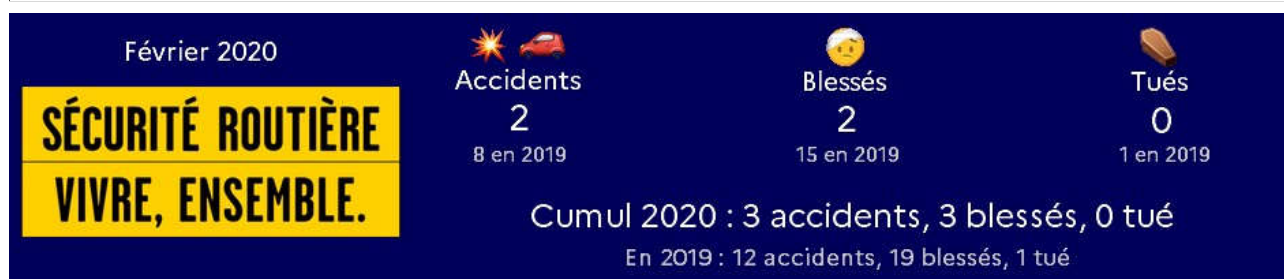 Février 2020
SÉCURITÉ ROUTIÈRE
VIVRE, ENSEMBLE.
Accidents
2
8 en 2019
Blessés
2
15 en 2019
Tués
0
1 en 2019
Cumul 2020 : 3 accidents, 3 blessés, 0 tué
En 2019 : 12 accidents, 19 blessés, 1 tué